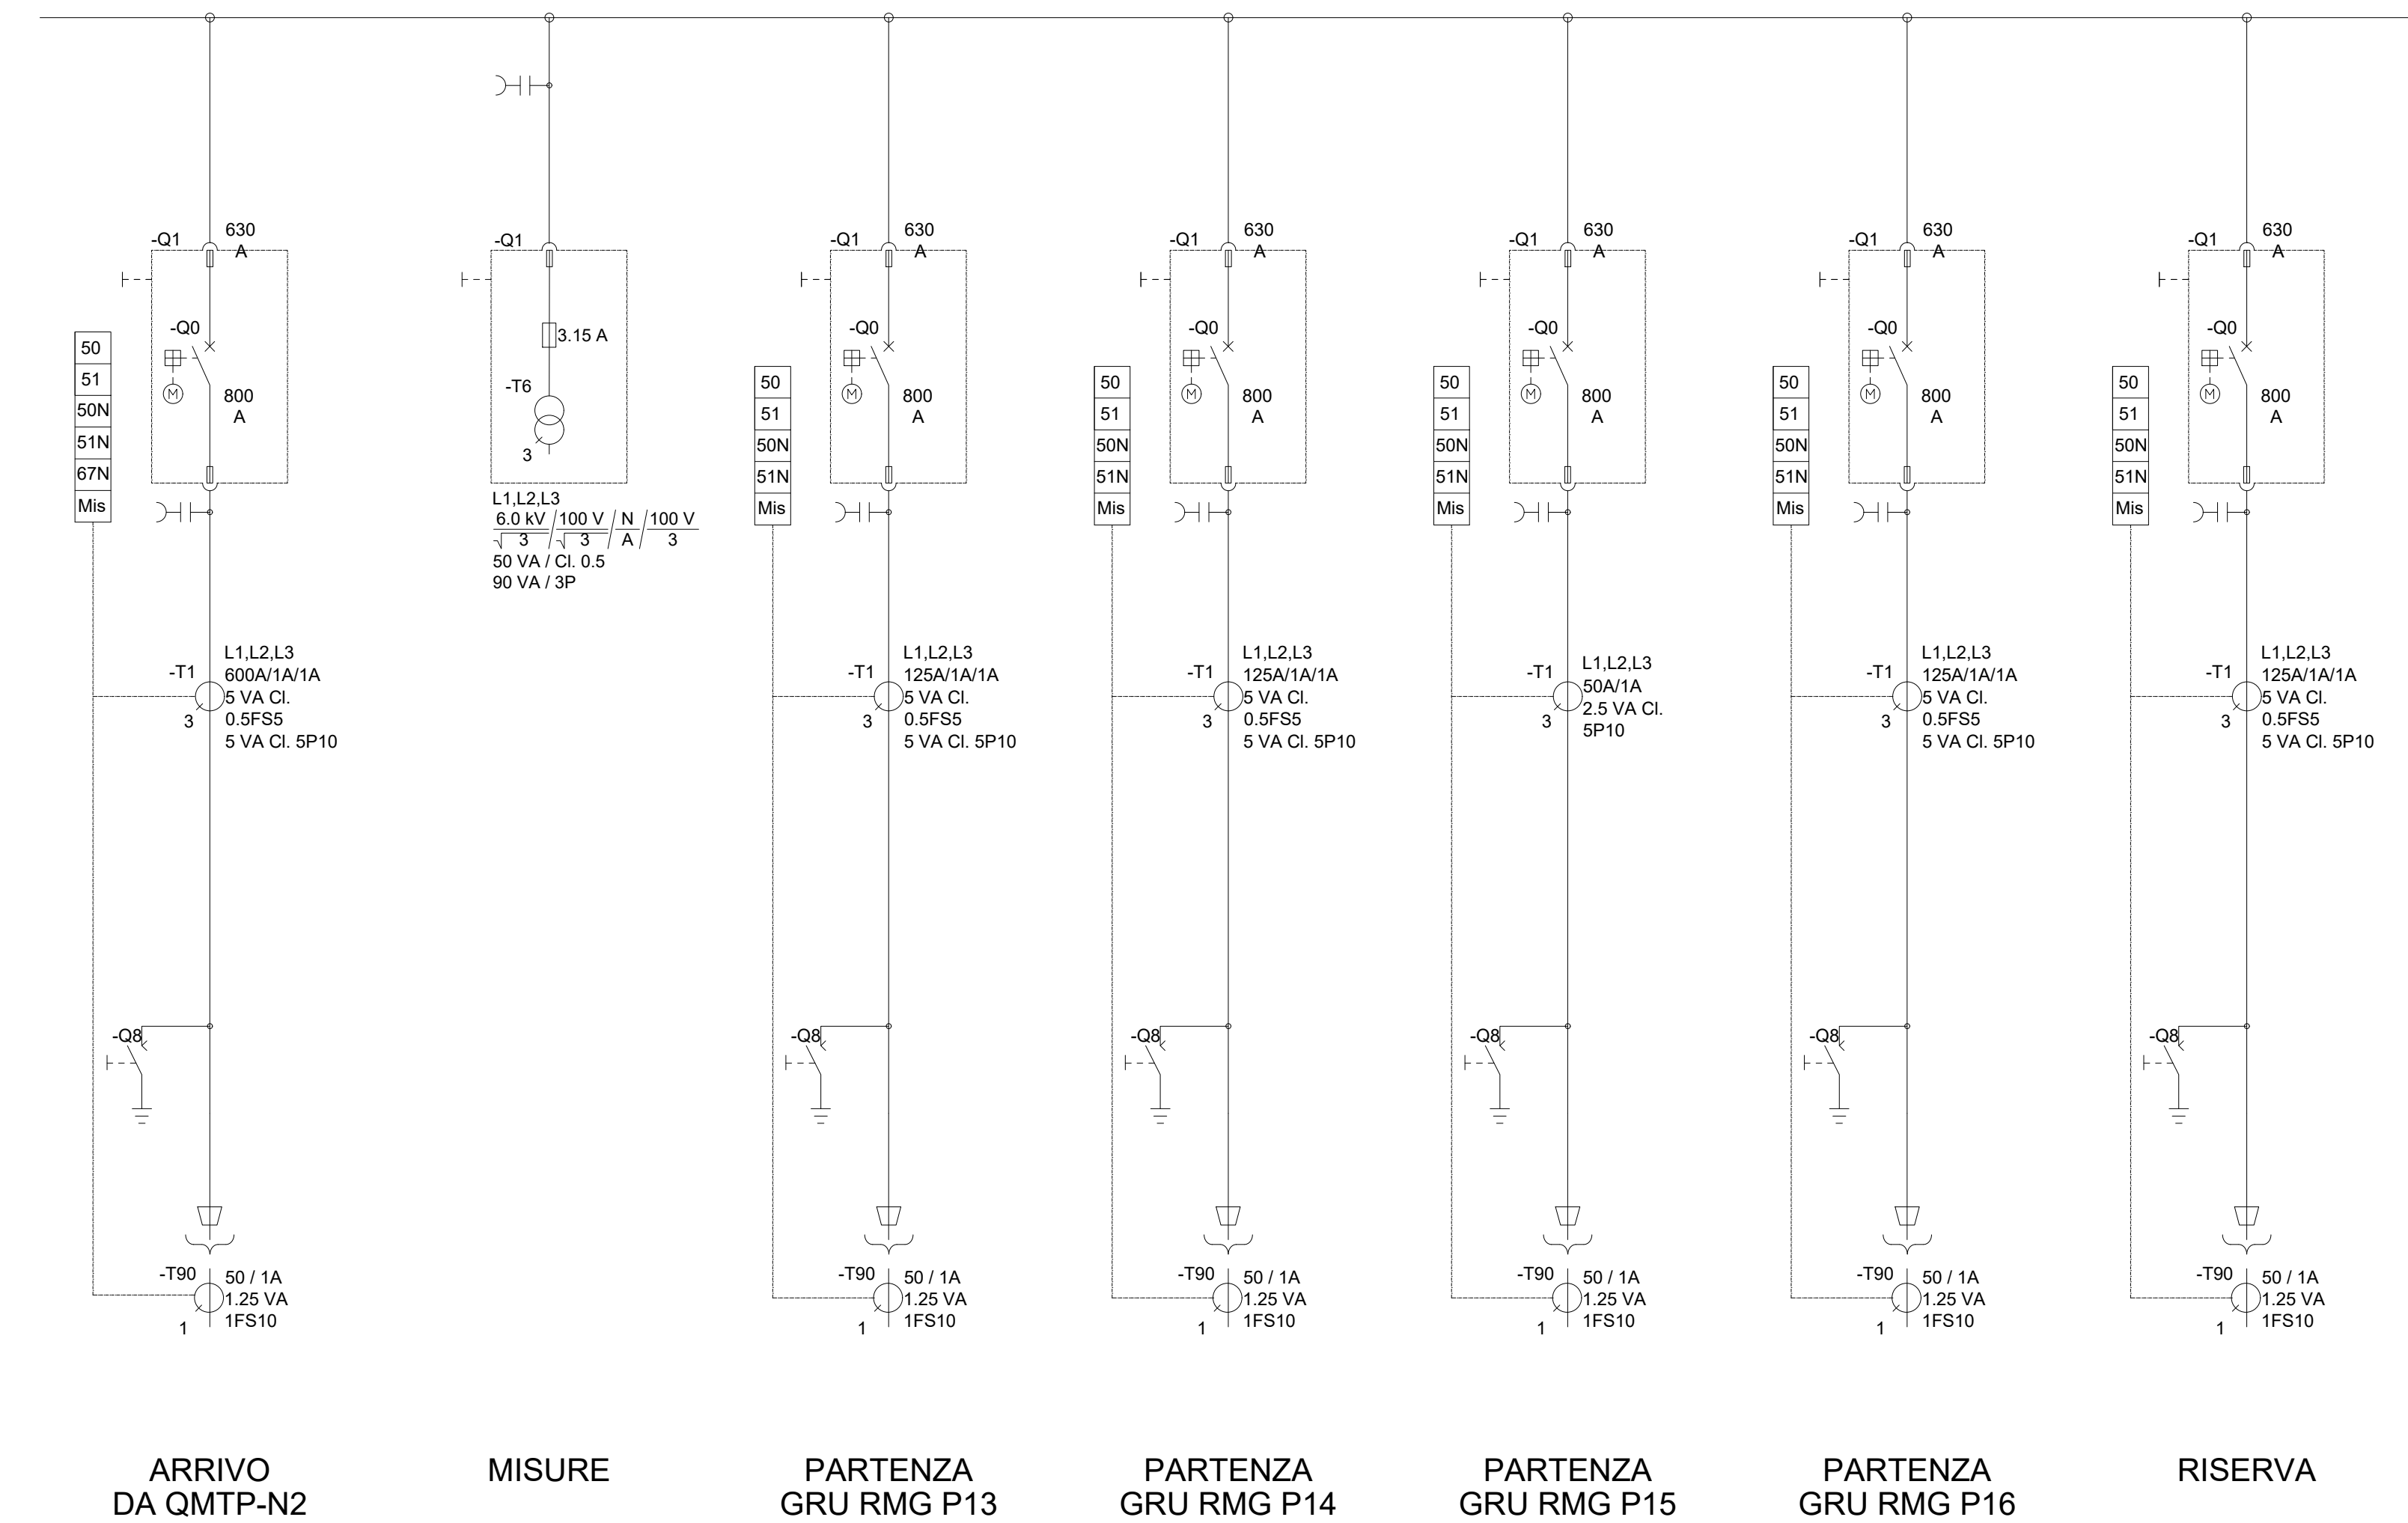 -Q1
630
A
-Q0
800
A
50
51
50N
51N
67N
Mis
M
-T1
3
L1,L2,L3
600A/1A/1A
5 VA Cl.
0.5FS5
5 VA Cl. 5P10
-Q8
-T90
1
50 / 1A
1.25 VA
1FS10
ARRIVO
DA QMTP-N2
-Q1
3.15 A
-T6
3
L1,L2,L3
6.0 kV/√3 / 100 V/√3 / N/A / 100 V/3
50 VA / Cl. 0.5
90 VA / 3P
MISURE
-Q1
630
A
-Q0
800
A
50
51
50N
51N
Mis
M
-T1
3
L1,L2,L3
125A/1A/1A
5 VA Cl.
0.5FS5
5 VA Cl. 5P10
-Q8
-T90
1
50 / 1A
1.25 VA
1FS10
PARTENZA
GRU RMG P13
-Q1
630
A
-Q0
800
A
50
51
50N
51N
Mis
M
-T1
3
L1,L2,L3
125A/1A/1A
5 VA Cl.
0.5FS5
5 VA Cl. 5P10
-Q8
-T90
1
50 / 1A
1.25 VA
1FS10
PARTENZA
GRU RMG P14
-Q1
630
A
-Q0
800
A
50
51
50N
51N
Mis
M
-T1
3
L1,L2,L3
50A/1A
2.5 VA Cl.
5P10
-Q8
-T90
1
50 / 1A
1.25 VA
1FS10
PARTENZA
GRU RMG P15
-Q1
630
A
-Q0
800
A
50
51
50N
51N
Mis
M
-T1
3
L1,L2,L3
125A/1A/1A
5 VA Cl.
0.5FS5
5 VA Cl. 5P10
-Q8
-T90
1
50 / 1A
1.25 VA
1FS10
PARTENZA
GRU RMG P16
-Q1
630
A
-Q0
800
A
50
51
50N
51N
Mis
M
-T1
3
L1,L2,L3
125A/1A/1A
5 VA Cl.
0.5FS5
5 VA Cl. 5P10
-Q8
-T90
1
50 / 1A
1.25 VA
1FS10
RISERVA